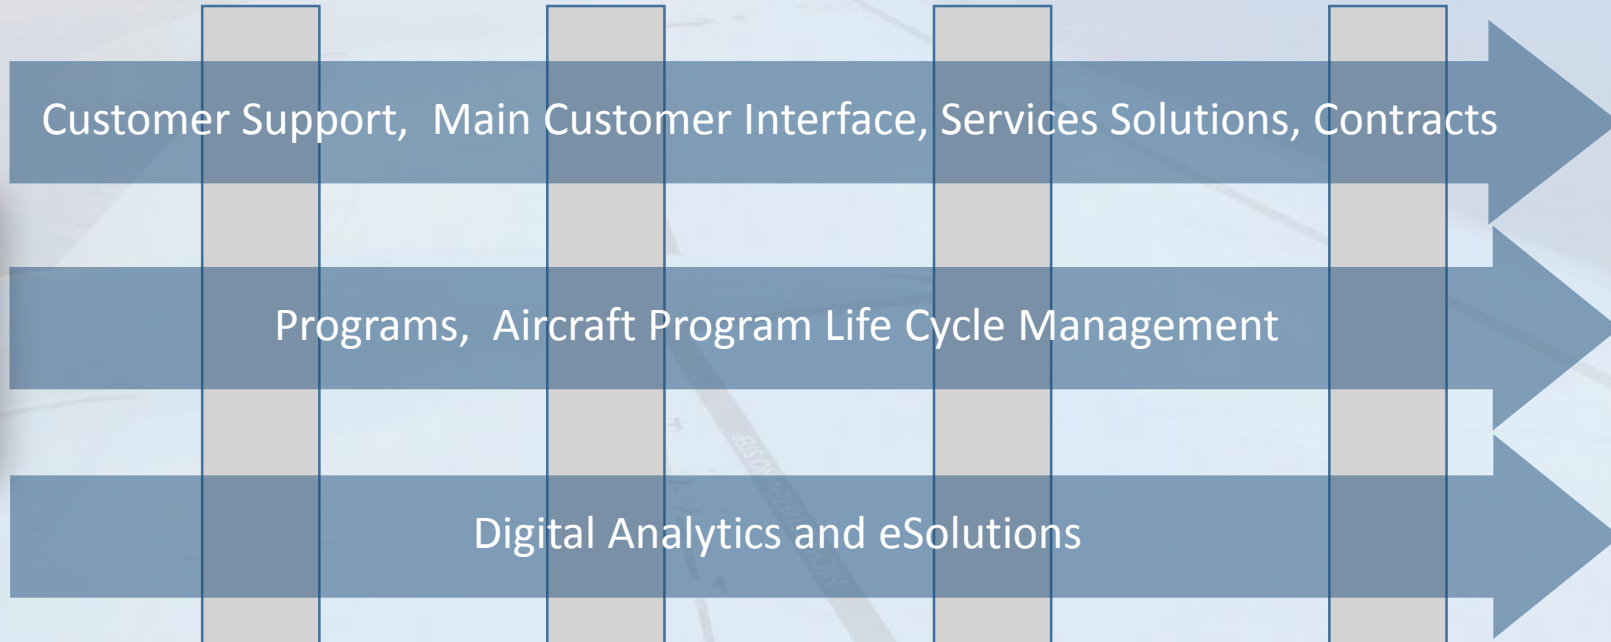 Customer Support,  Main Customer Interface, Services Solutions, Contracts
Programs,  Aircraft Program Life Cycle Management
Digital Analytics and eSolutions